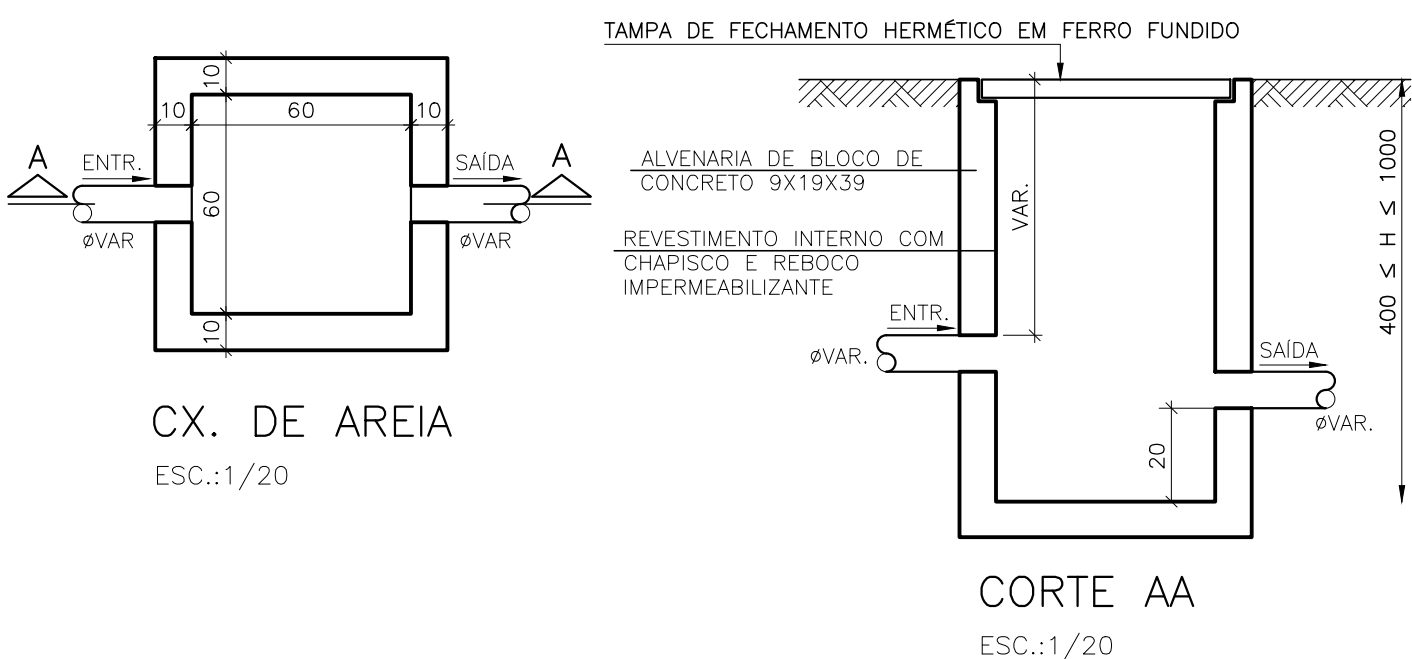 10
10 60 10
A
ENTR.
SAÍDA
A
60
øVAR
øVAR
10
CX. DE AREIA
ESC.:1/20
TAMPA DE FECHAMENTO HERMÉTICO EM FERRO FUNDIDO
ALVENARIA DE BLOCO DE
CONCRETO 9X19X39
REVESTIMENTO INTERNO COM
CHAPISCO E REBOCO
IMPERMEABILIZANTE
VAR.
400 ≤ H ≤ 1000
ENTR.
øVAR.
SAÍDA
øVAR.
20
CORTE AA
ESC.:1/20